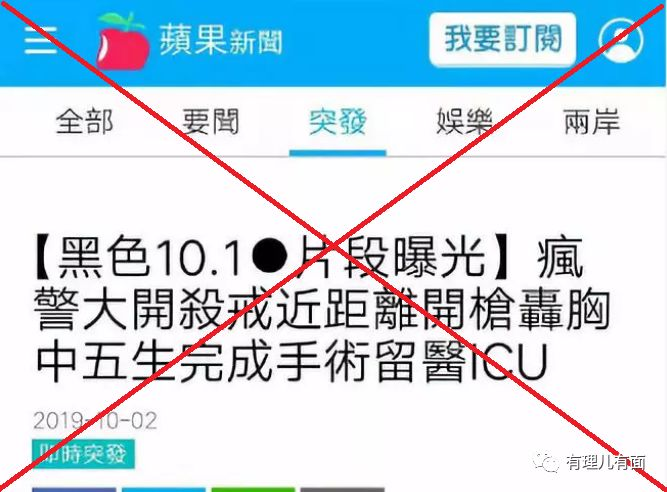 蘋果新聞 我要訂閱
全部 要聞 突發 娛樂 兩岸
【黑色10.1●片段曝光】瘋
警大開殺戒近距離開槍轟胸
中五生完成手術留醫ICU
2019-10-02
即時突發
有理儿有面